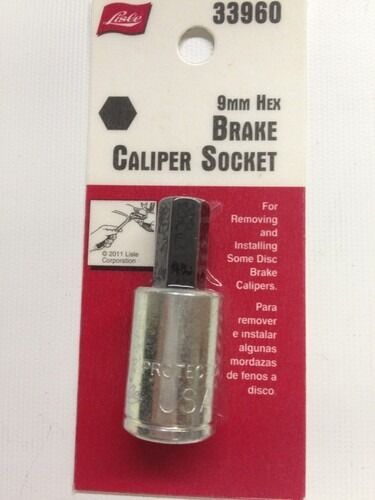 Lisle
33960
9mm Hex
Brake
Caliper Socket
For
Removing
and
Installing
Some Disc
Brake
Calipers.
© 2011 Lisle
Corporation
Para
remover
e instalar
algunas
mordazas
de fenos a
disco.
PROTEC
USA